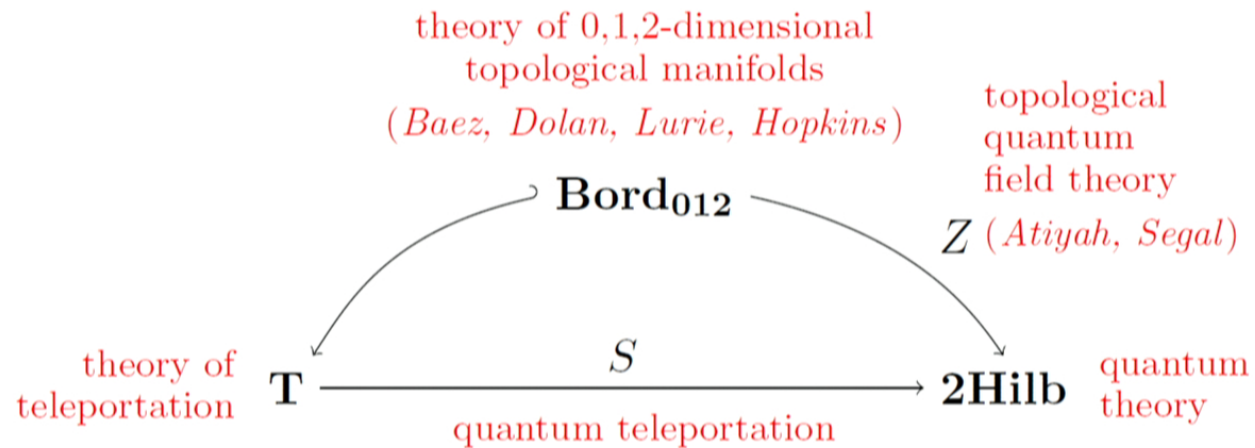 theory of 0,1,2-dimensional
topological manifolds
(Baez, Dolan, Lurie, Hopkins)
topological
quantum
field theory
Z (Atiyah, Segal)
Bord₀₁₂
theory of
teleportation
T
S
quantum teleportation
2Hilb
quantum
theory